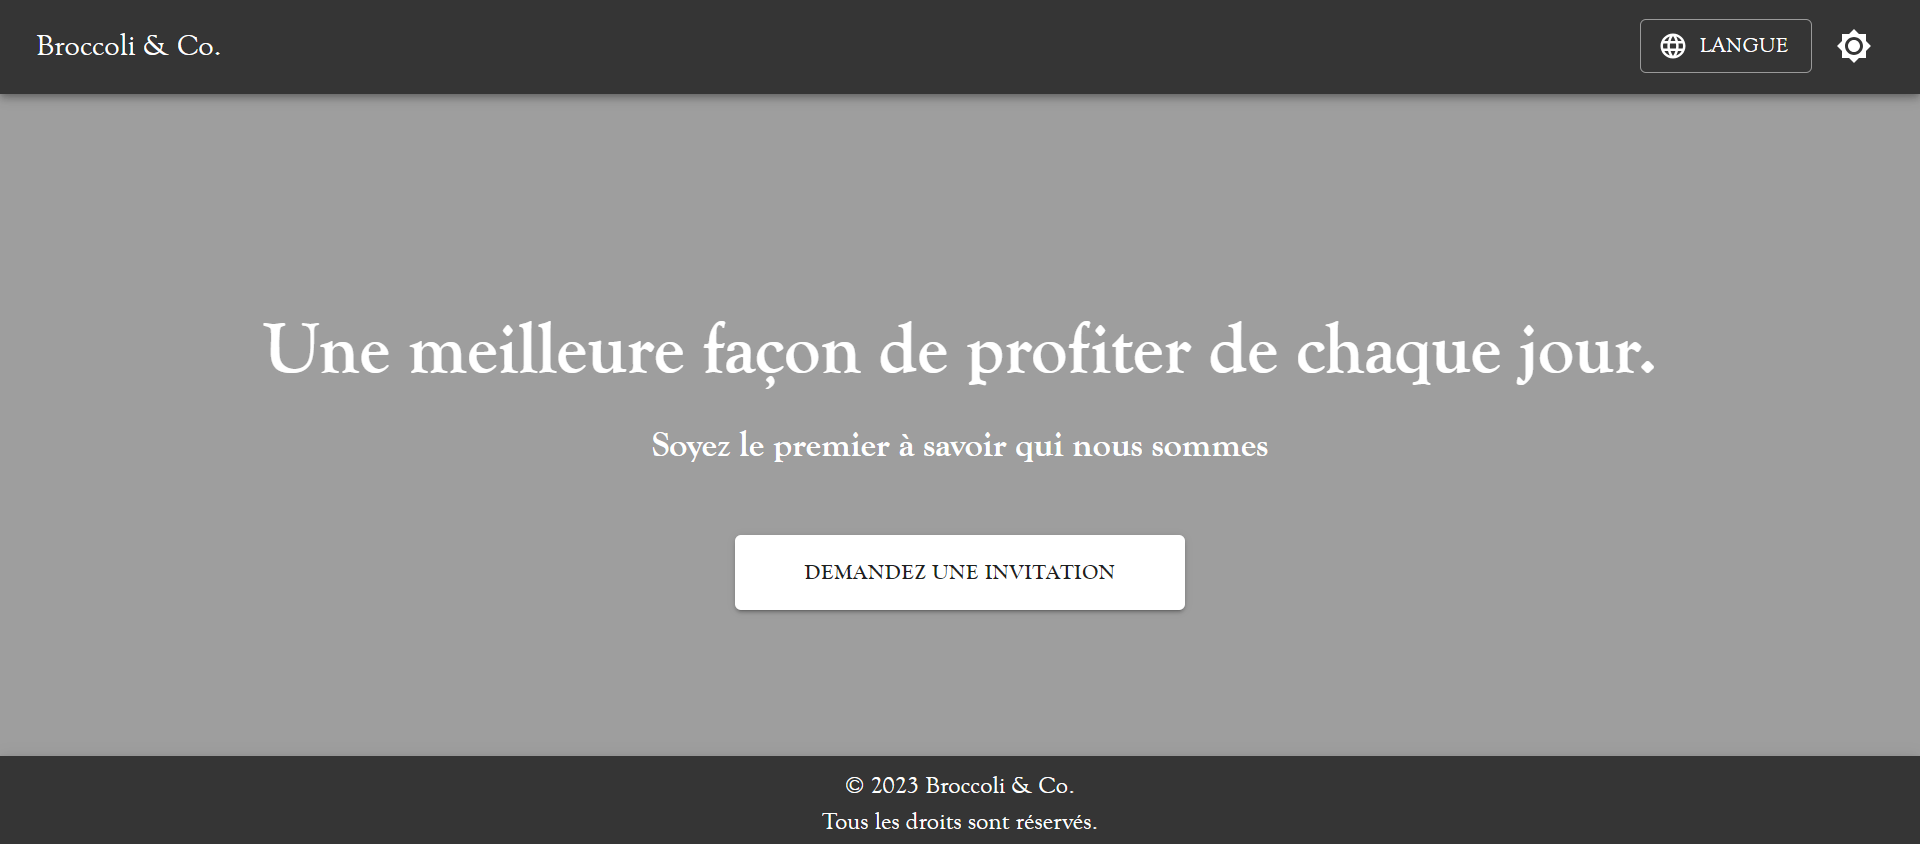 Broccoli & Co.
LANGUE
Une meilleure façon de profiter de chaque jour.
Soyez le premier à savoir qui nous sommes
DEMANDEZ UNE INVITATION
© 2023 Broccoli & Co.
Tous les droits sont réservés.